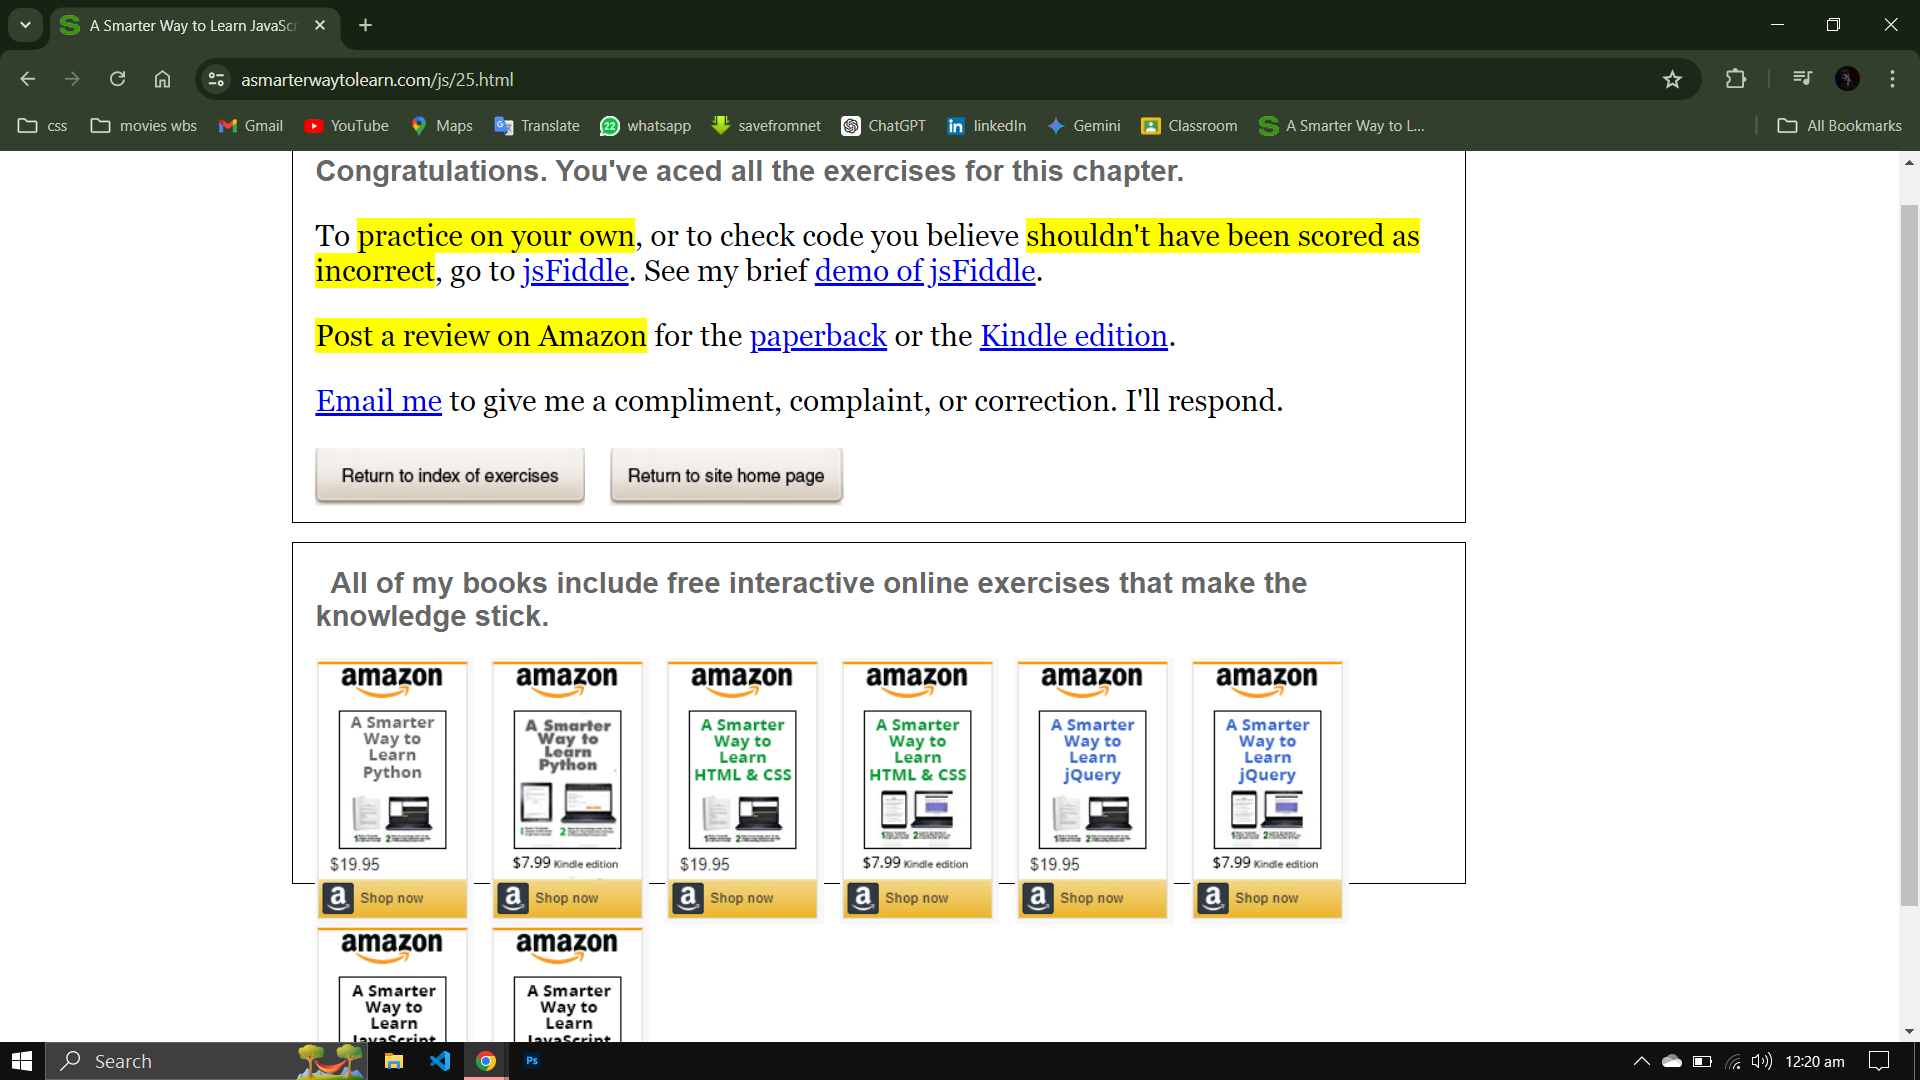 A Smarter Way to Learn JavaScr
asmarterwaytolearn.com/js/25.html
css movies wbs Gmail YouTube Maps Translate whatsapp savefromnet ChatGPT linkedIn Gemini Classroom A Smarter Way to L... All Bookmarks
Congratulations. You've aced all the exercises for this chapter.
To practice on your own, or to check code you believe shouldn't have been scored as
incorrect, go to jsFiddle. See my brief demo of jsFiddle.
Post a review on Amazon for the paperback or the Kindle edition.
Email me to give me a compliment, complaint, or correction. I'll respond.
Return to index of exercises Return to site home page
All of my books include free interactive online exercises that make the
knowledge stick.
amazon amazon amazon amazon amazon amazon
A Smarter A Smarter A Smarter A Smarter A Smarter A Smarter
Way to Way to Way to Way to Way to Way to
Learn Learn Learn Learn Learn Learn
Python Python HTML & CSS HTML & CSS jQuery jQuery
$19.95 $7.99 Kindle edition $19.95 $7.99 Kindle edition $19.95 $7.99 Kindle edition
a Shop now a Shop now a Shop now a Shop now a Shop now a Shop now
amazon amazon
A Smarter A Smarter
Way to Way to
Learn Learn
JavaScript JavaScript
Search Ps 12:20 am